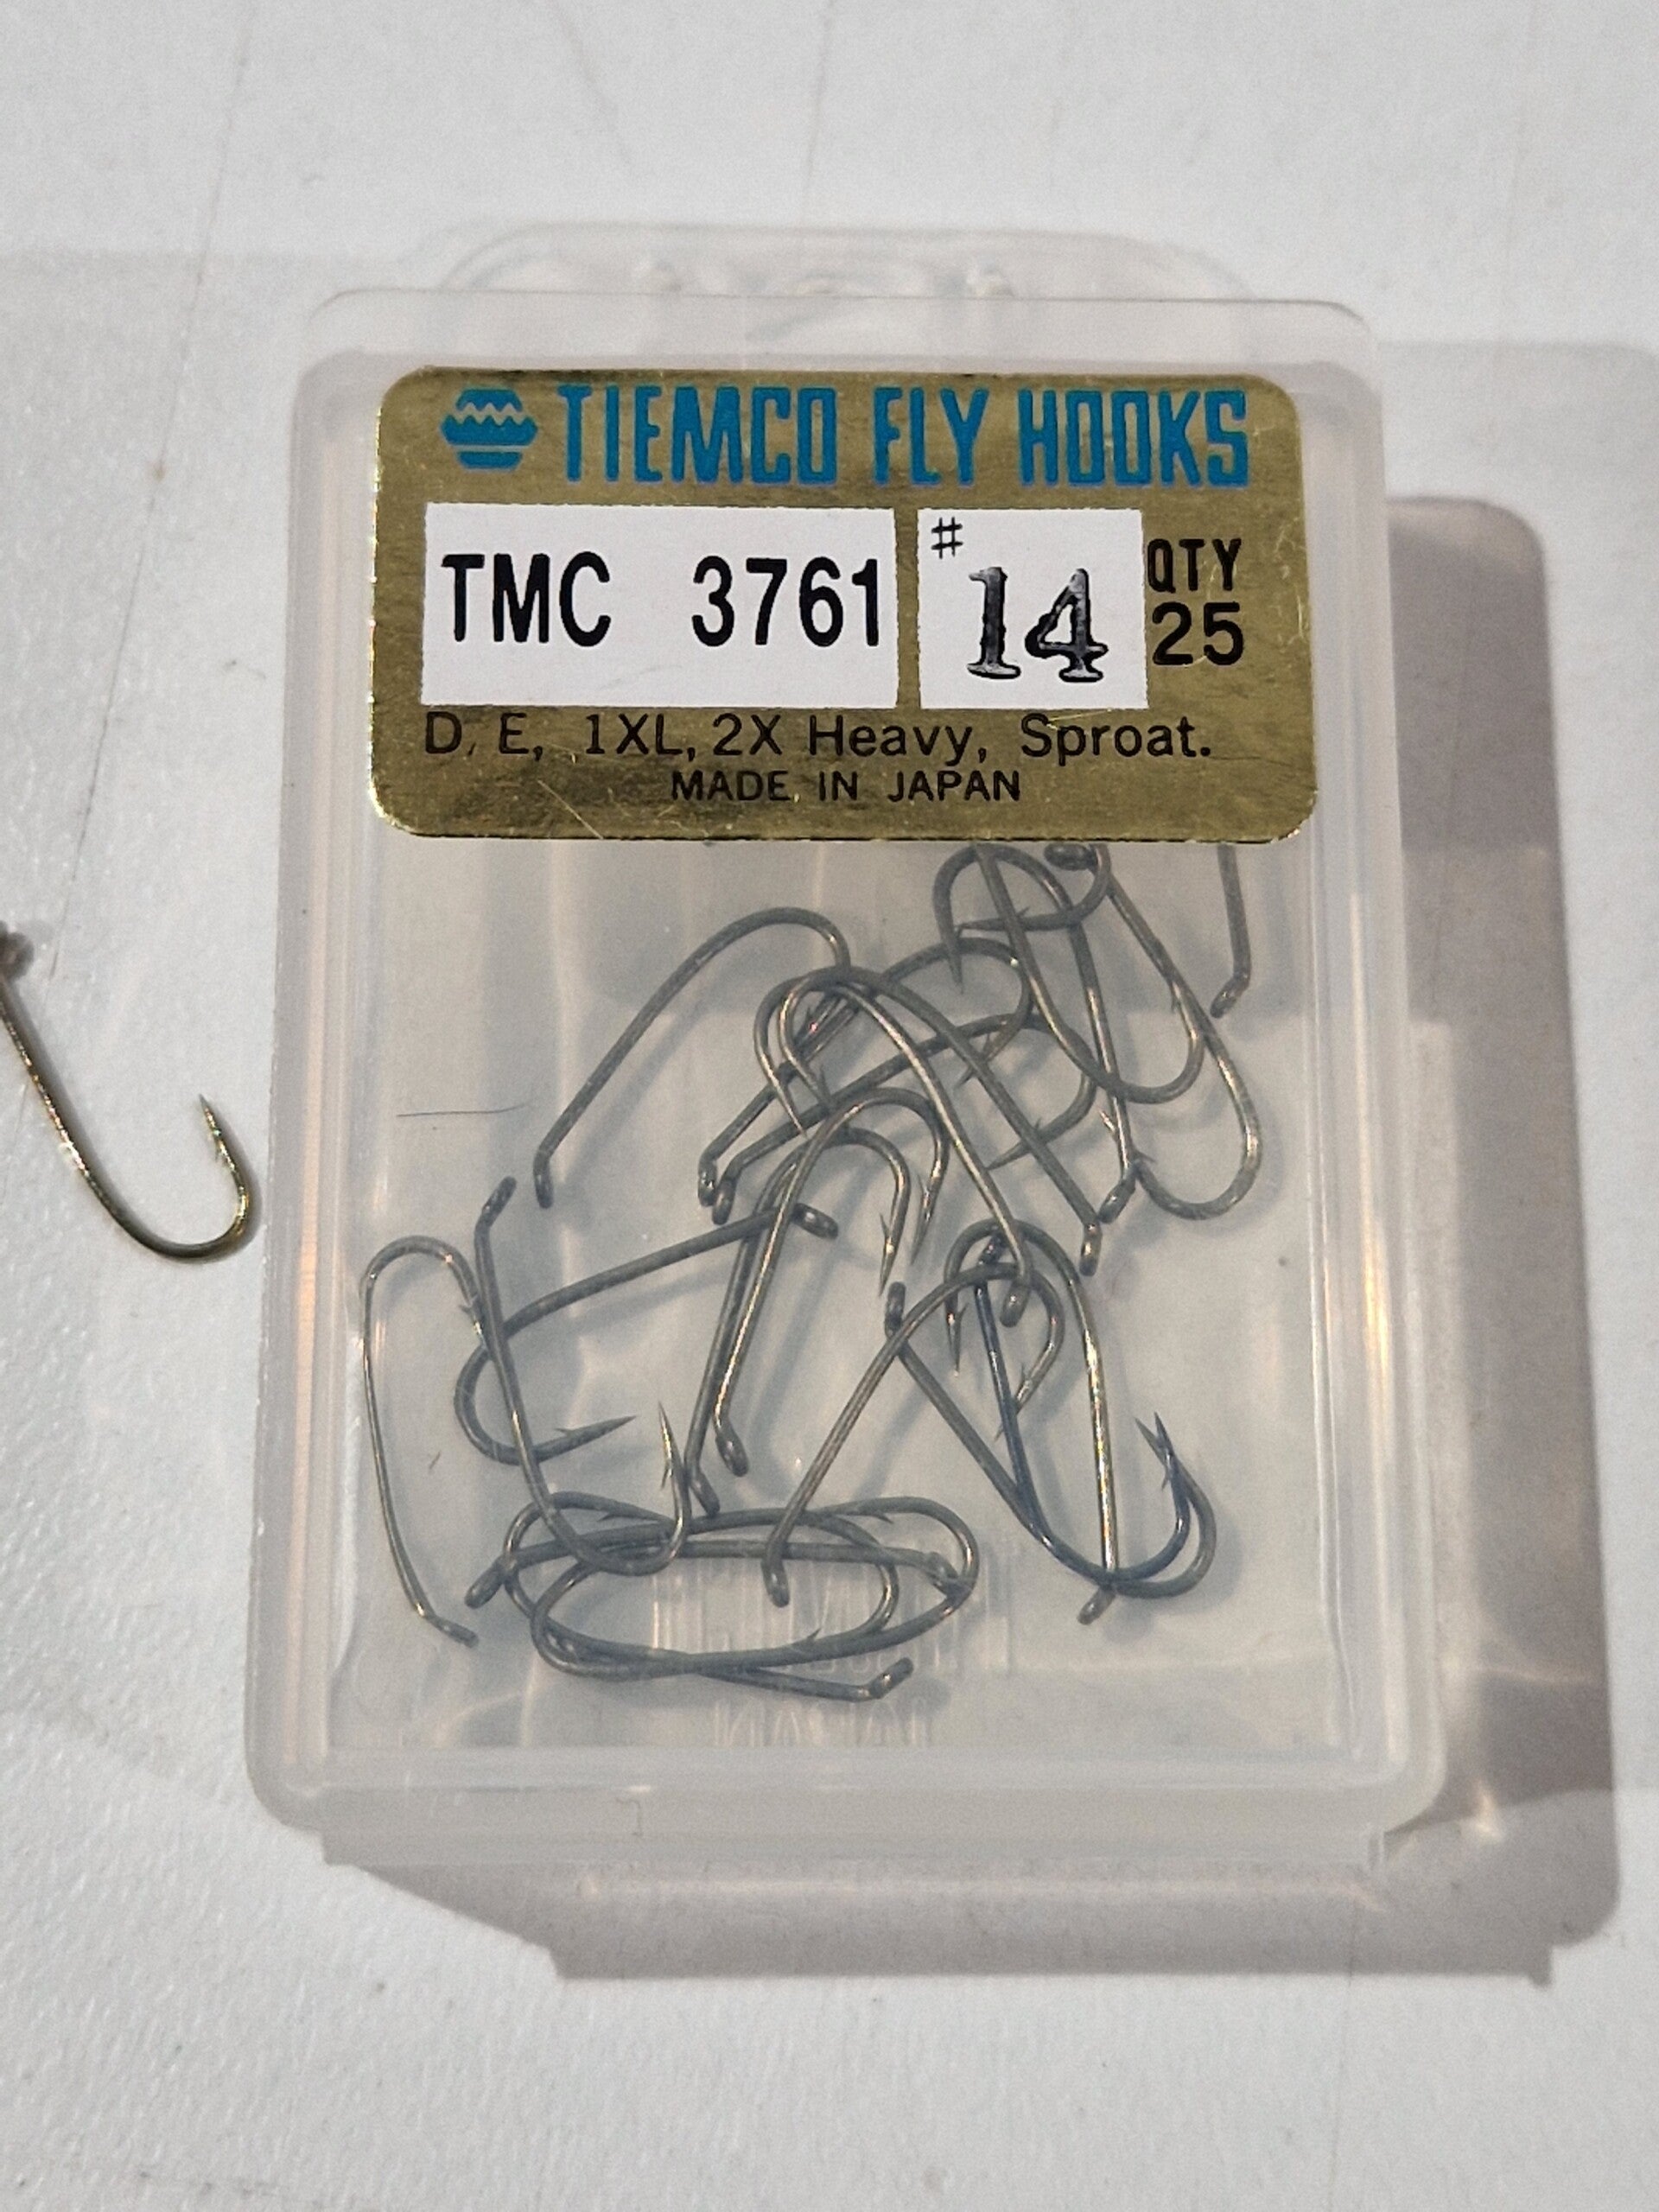 TIEMCO FLY HOOKS
TMC 3761 # 14 QTY 25
D, E, 1XL, 2X Heavy, Sproat.
MADE IN JAPAN